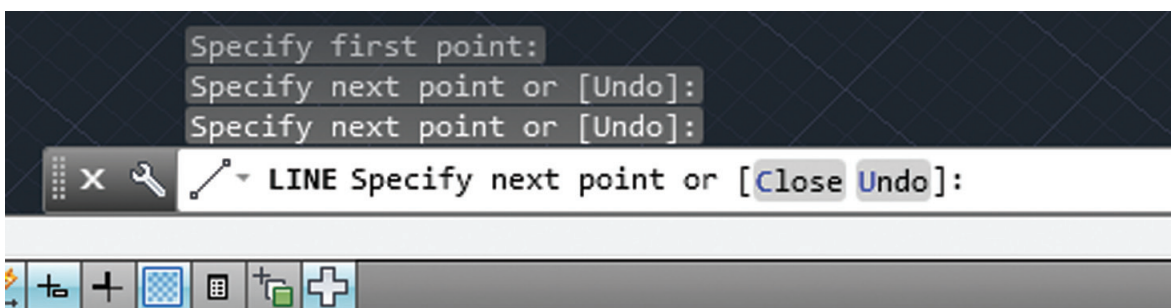 Specify first point:
Specify next point or [Undo]:
Specify next point or [Undo]:
LINE Specify next point or [Close Undo]: